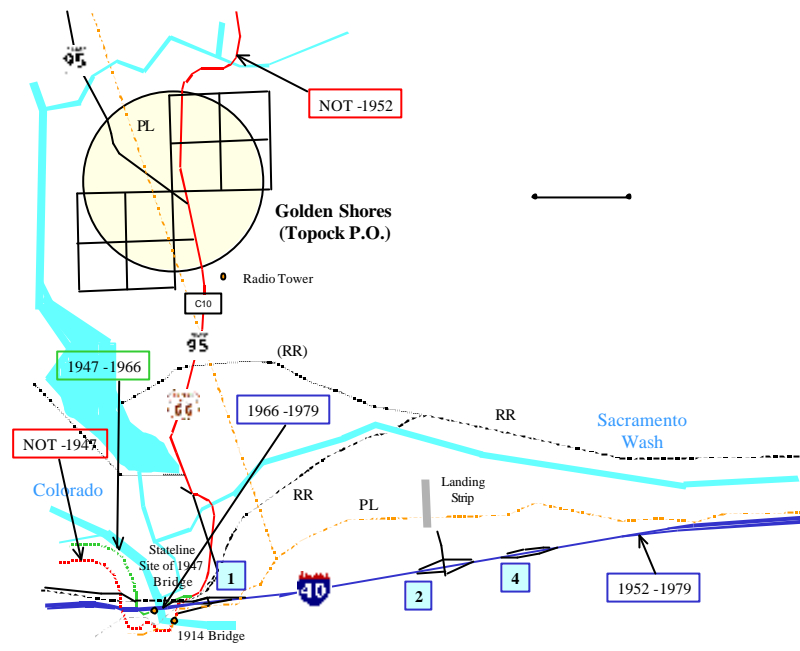 95
NOT -1952
PL
Golden Shores
(Topock P.O.)
Radio Tower
C10
95
(RR)
1947 -1966
66
1966 -1979
RR
Sacramento
Wash
NOT -1947
Colorado
RR
Landing
Strip
PL
Stateline
Site of 1947
Bridge
1
40
2
4
1952 -1979
1914 Bridge